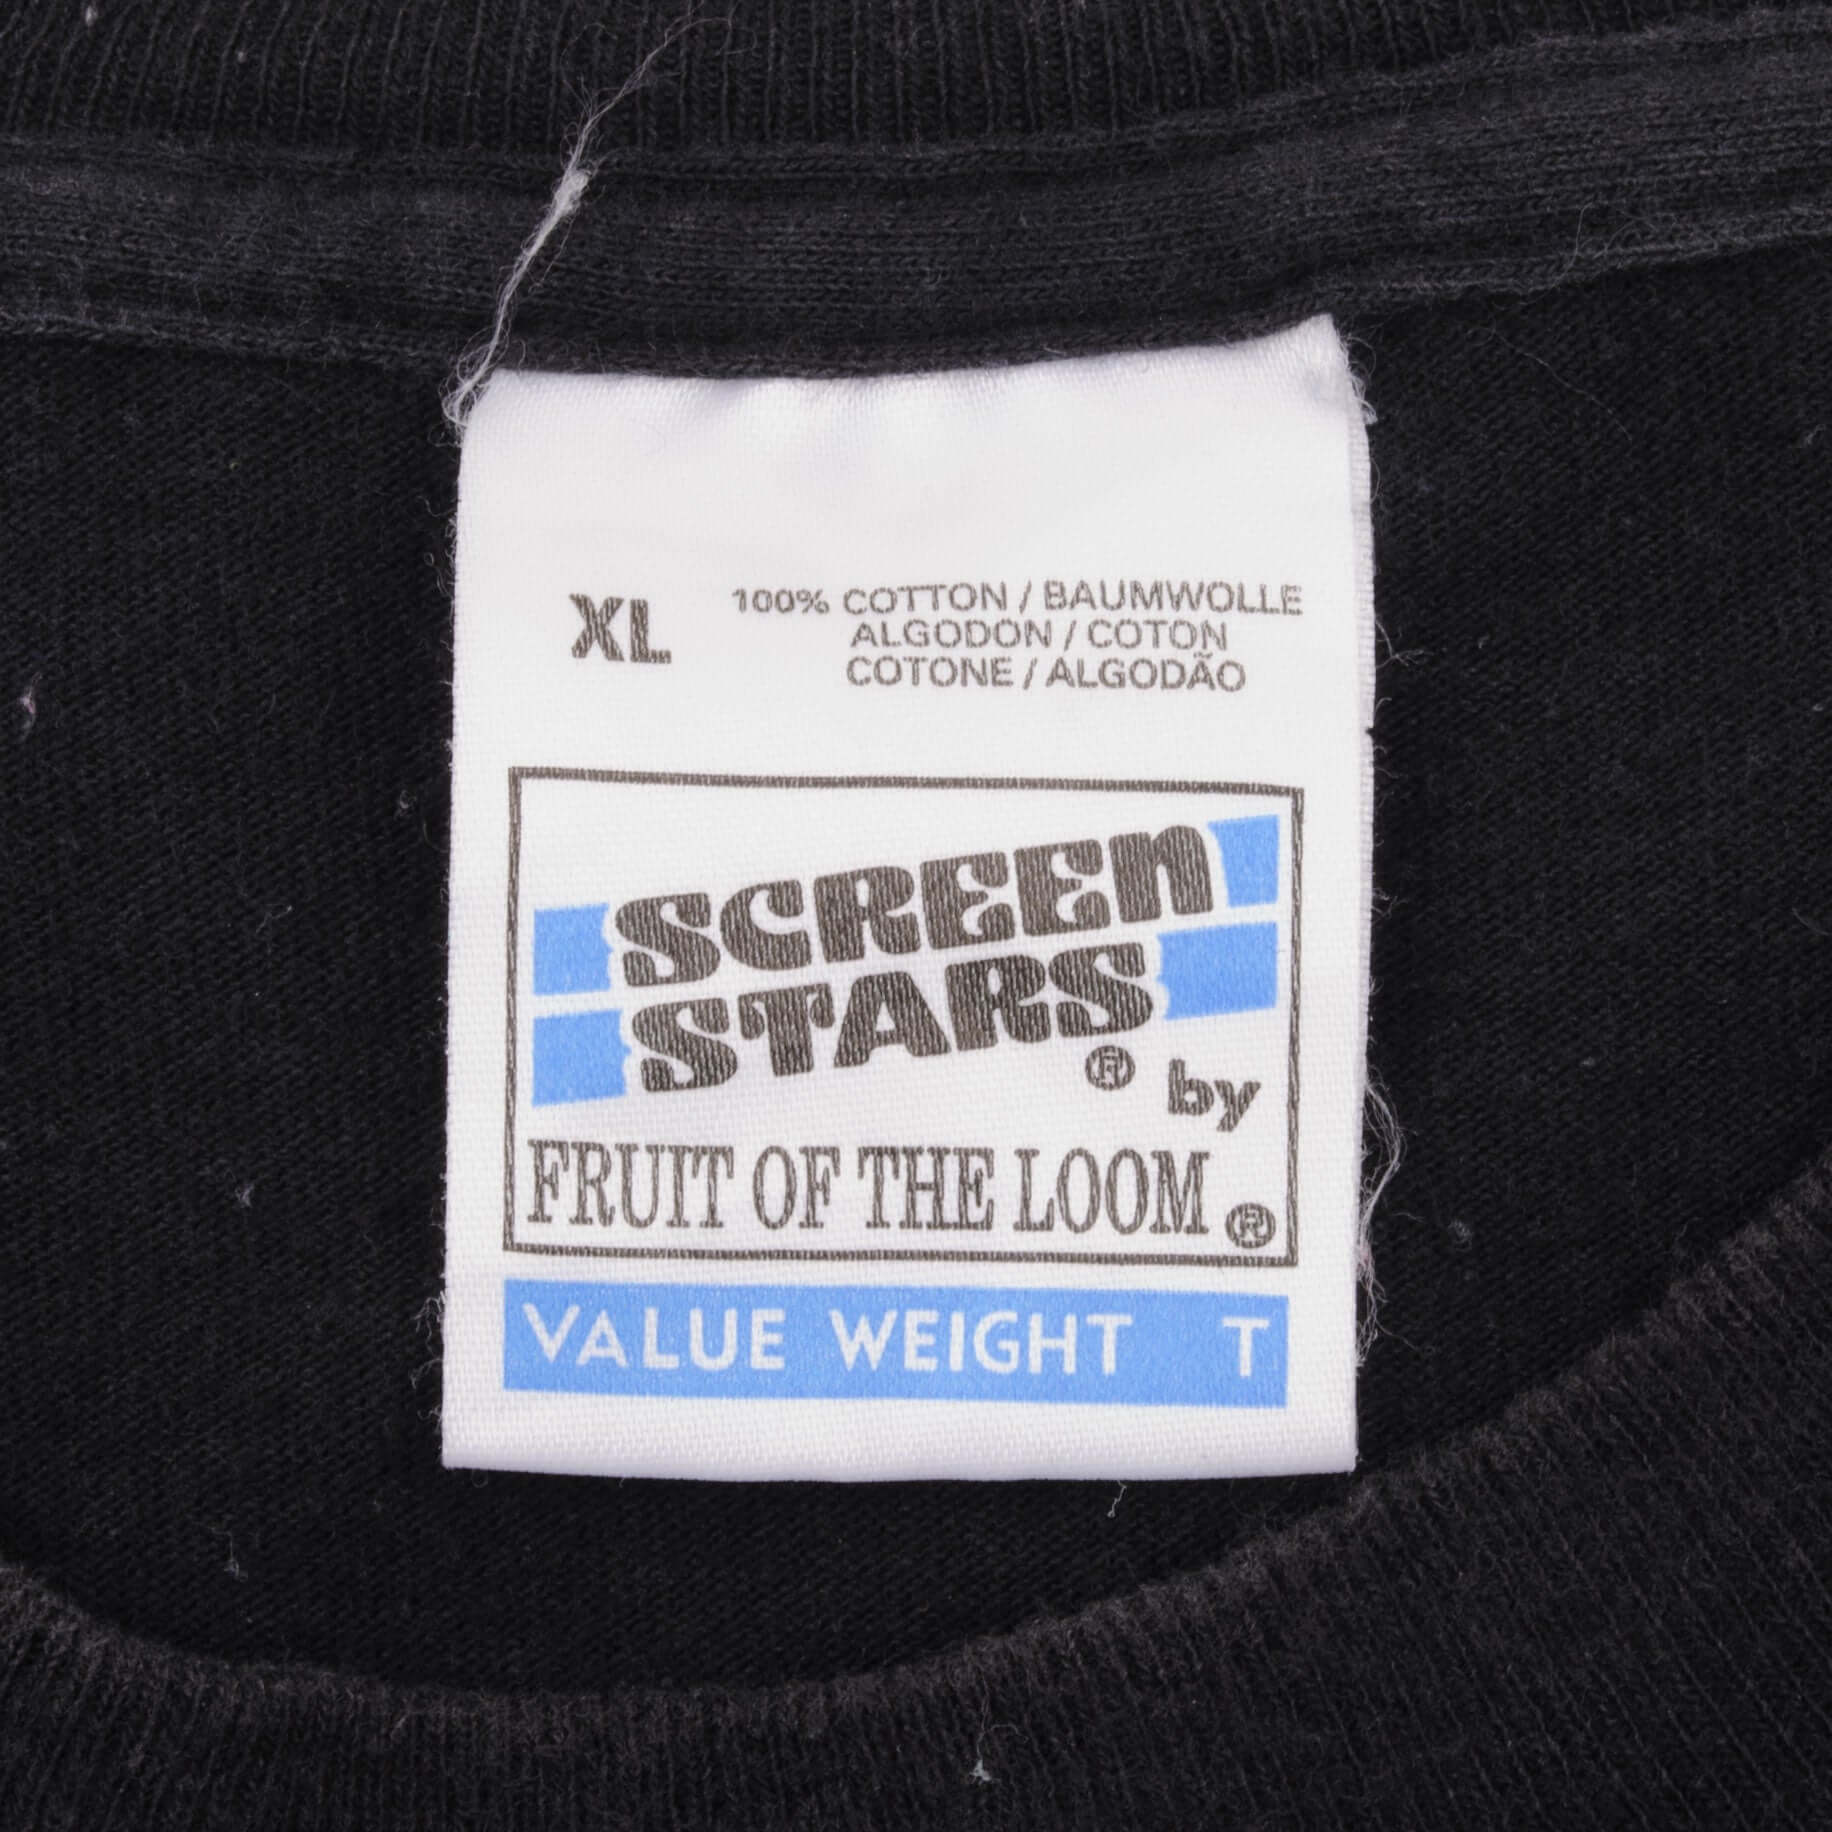 XL
100% COTTON / BAUMWOLLE
ALGODON / COTON
COTONE / ALGODÃO
SCREEN
STARS ® by
FRUIT OF THE LOOM ®
VALUE WEIGHT T